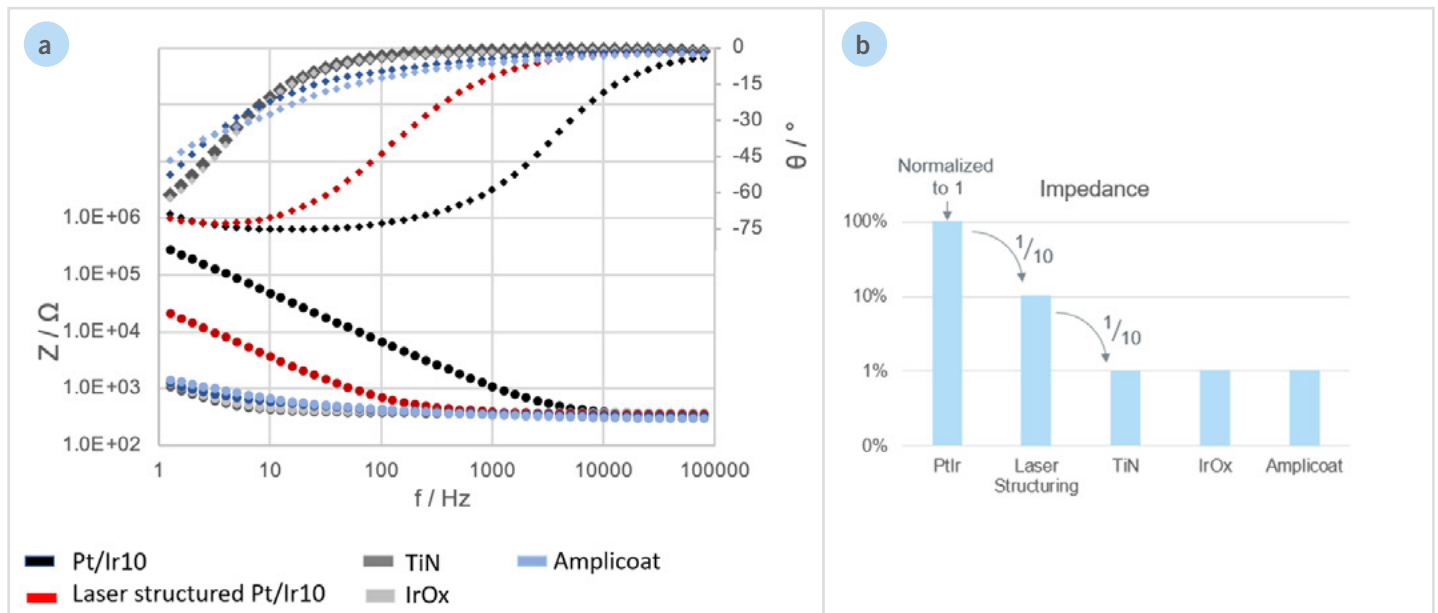 a
0
-15
-30
-45
-60
-75
θ / °
1.0E+06
1.0E+05
1.0E+04
1.0E+03
1.0E+02
Z / Ω
1 10 100 1000 10000 100000
f / Hz
Pt/Ir10
TiN
Amplicoat
Laser structured Pt/Ir10
IrOx
b
Normalized
to 1
Impedance
100%
10%
1%
0%
1/10
1/10
PtIr
Laser
Structuring
TiN
IrOx
Amplicoat